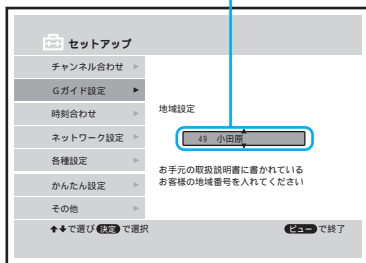 セットアップ
チャンネル合わせ
Gガイド設定
時刻合わせ
ネットワーク設定
各種設定
かんたん設定
その他
地域設定
49 小田原
お手元の取扱説明書に書かれている
お客様の地域番号を入れてください
で選び 決定 で選択
ビュー で終了